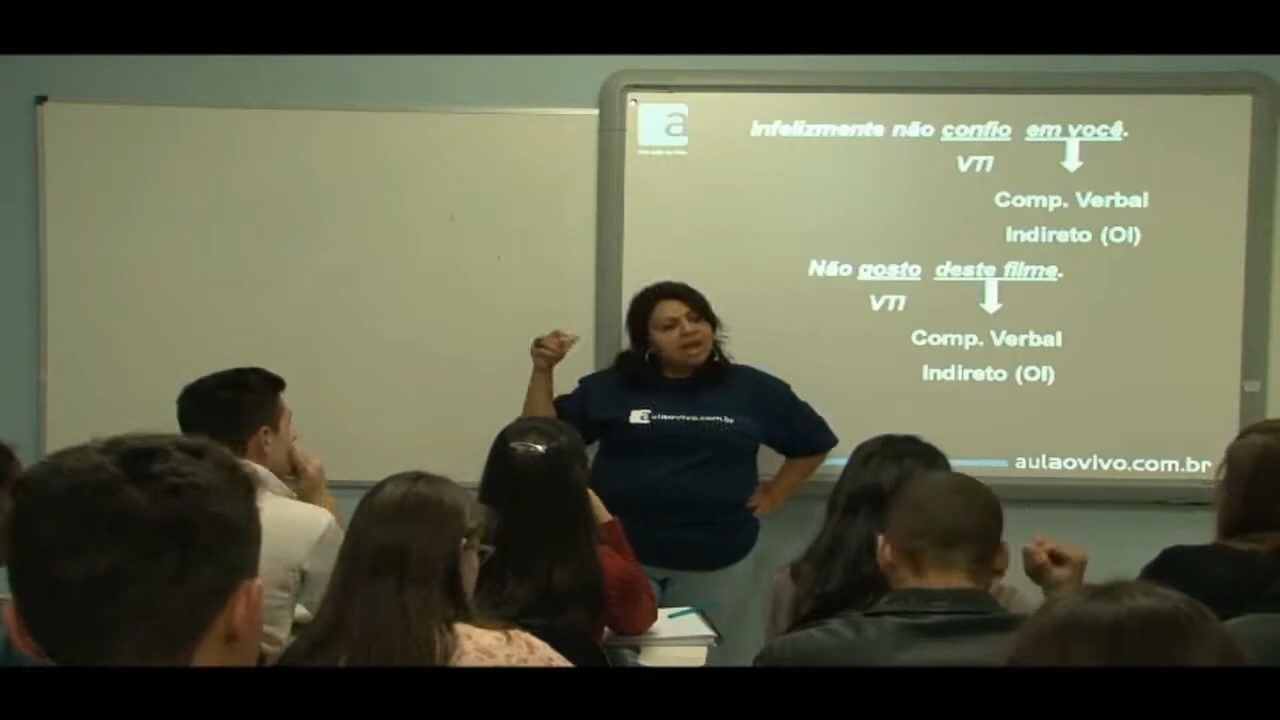 a
Infelizmente não confio em você.
VTI
Comp. Verbal
Indireto (OI)
Não gosto deste filme.
VTI
Comp. Verbal
Indireto (OI)
aulaovivo.com.br
aulaovivo.com.br